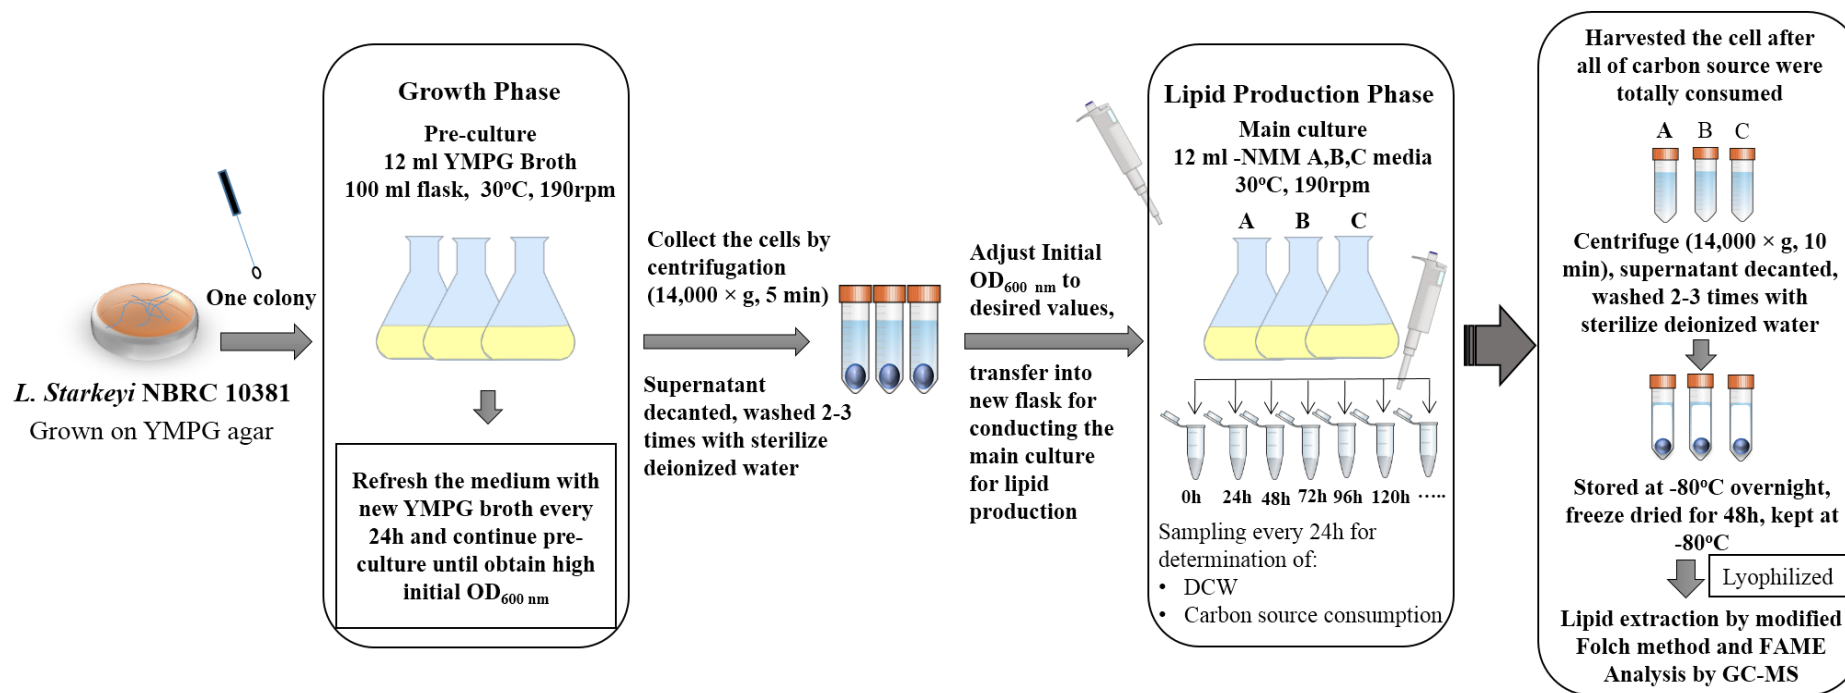 One colony
L. Starkeyi NBRC 10381
Grown on YMPG agar
Growth Phase
Pre-culture
12 ml YMPG Broth
100 ml flask, 30ºC, 190rpm
Refresh the medium with
new YMPG broth every
24h and continue pre-
culture until obtain high
initial OD600 nm
Collect the cells by
centrifugation
(14,000 × g, 5 min)
Supernatant
decanted, washed 2-3
times with sterilize
deionized water
Adjust Initial
OD600 nm to
desired values,
transfer into
new flask for
conducting the
main culture
for lipid
production
Lipid Production Phase
Main culture
12 ml -NMM A,B,C media
30ºC, 190rpm
A B C
0h 24h 48h 72h 96h 120h .....
Sampling every 24h for
determination of:
• DCW
• Carbon source consumption
Harvested the cell after
all of carbon source were
totally consumed
A B C
Centrifuge (14,000 × g, 10
min), supernatant decanted,
washed 2-3 times with
sterilize deionized water
Stored at -80ºC overnight,
freeze dried for 48h, kept at
-80ºC
Lyophilized
Lipid extraction by modified
Folch method and FAME
Analysis by GC-MS